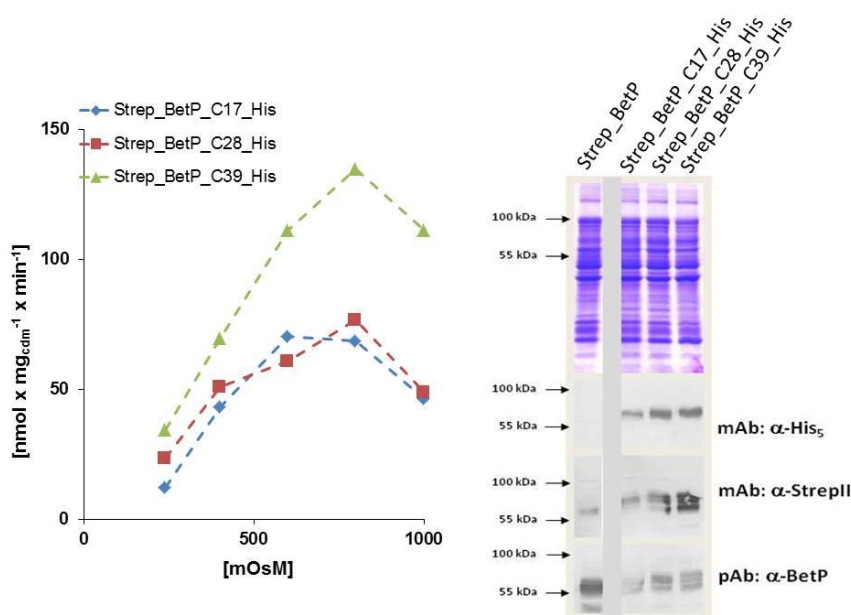 Strep_BetP_C17_His
Strep_BetP_C28_His
Strep_BetP_C39_His
150
100
50
0
0
500
1000
[nmol x mg_cdm⁻¹ x min⁻¹]
[mOsM]
Strep_BetP
Strep_BetP_C17_His
Strep_BetP_C28_His
Strep_BetP_C39_His
100 kDa
55 kDa
100 kDa
55 kDa
mAb: α-His₅
100 kDa
mAb: α-StrepII
55 kDa
100 kDa
pAb: α-BetP
55 kDa